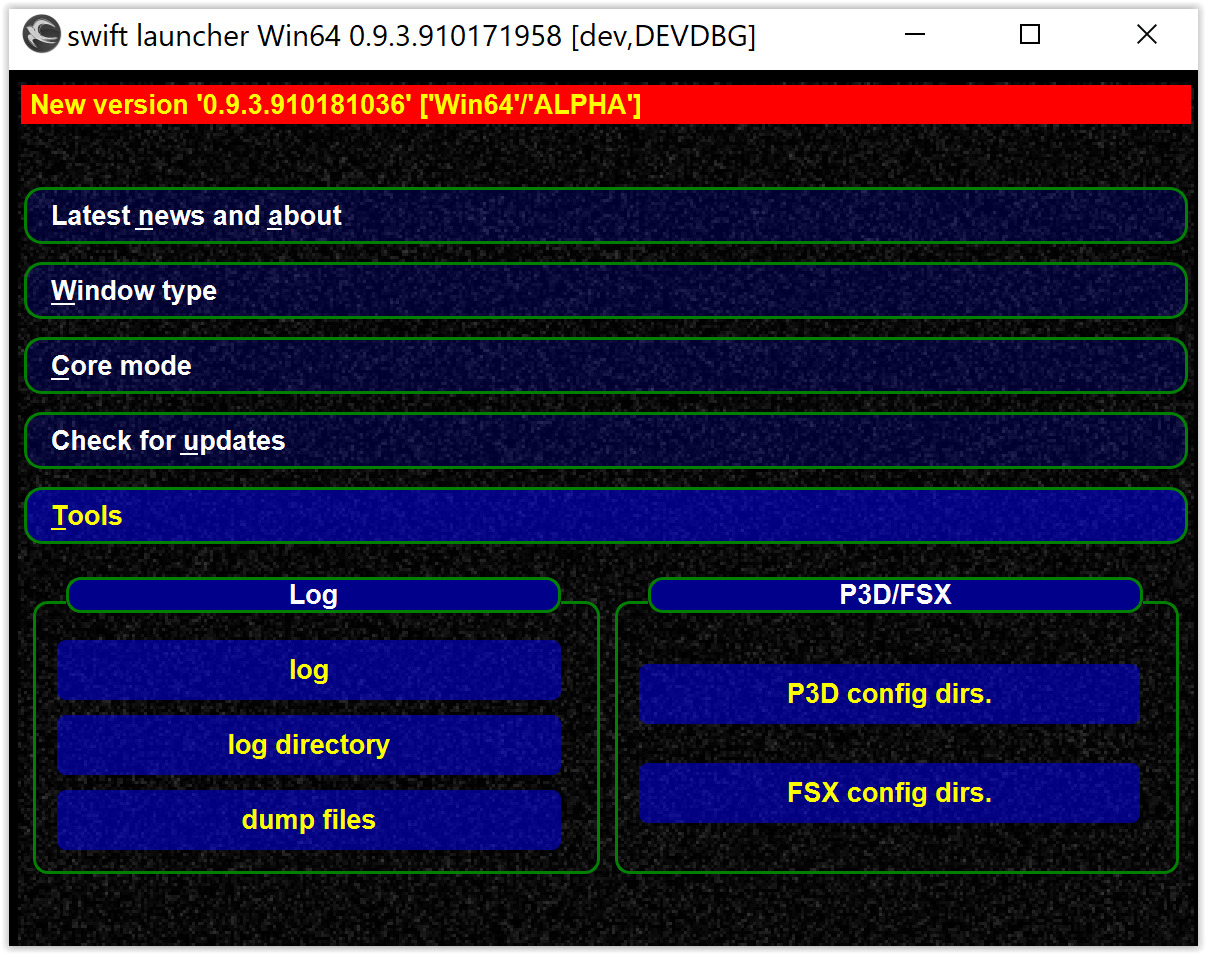 swift launcher Win64 0.9.3.910171958 [dev,DEVDBG]
New version '0.9.3.910181036' ['Win64'/'ALPHA']
Latest news and about
Window type
Core mode
Check for updates
Tools
Log
log
log directory
dump files
P3D/FSX
P3D config dirs.
FSX config dirs.